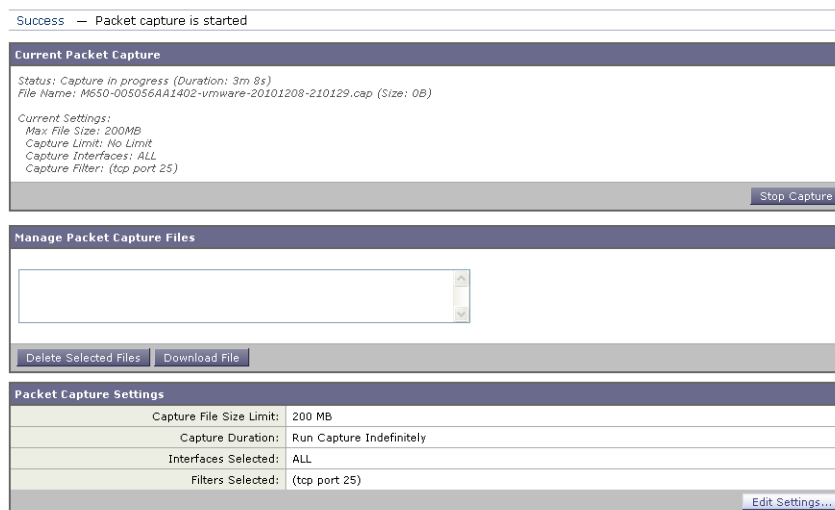 Success — Packet capture is started
Current Packet Capture
Status: Capture in progress (Duration: 3m 8s)
File Name: M650-005056AA1402-vmware-20101208-210129.cap (Size: 0B)
Current Settings:
Max File Size: 200MB
Capture Limit: No Limit
Capture Interfaces: ALL
Capture Filter: (tcp port 25)
Stop Capture
Manage Packet Capture Files
Delete Selected Files Download File
Packet Capture Settings
Capture File Size Limit: 200 MB
Capture Duration: Run Capture Indefinitely
Interfaces Selected: ALL
Filters Selected: (tcp port 25)
Edit Settings...